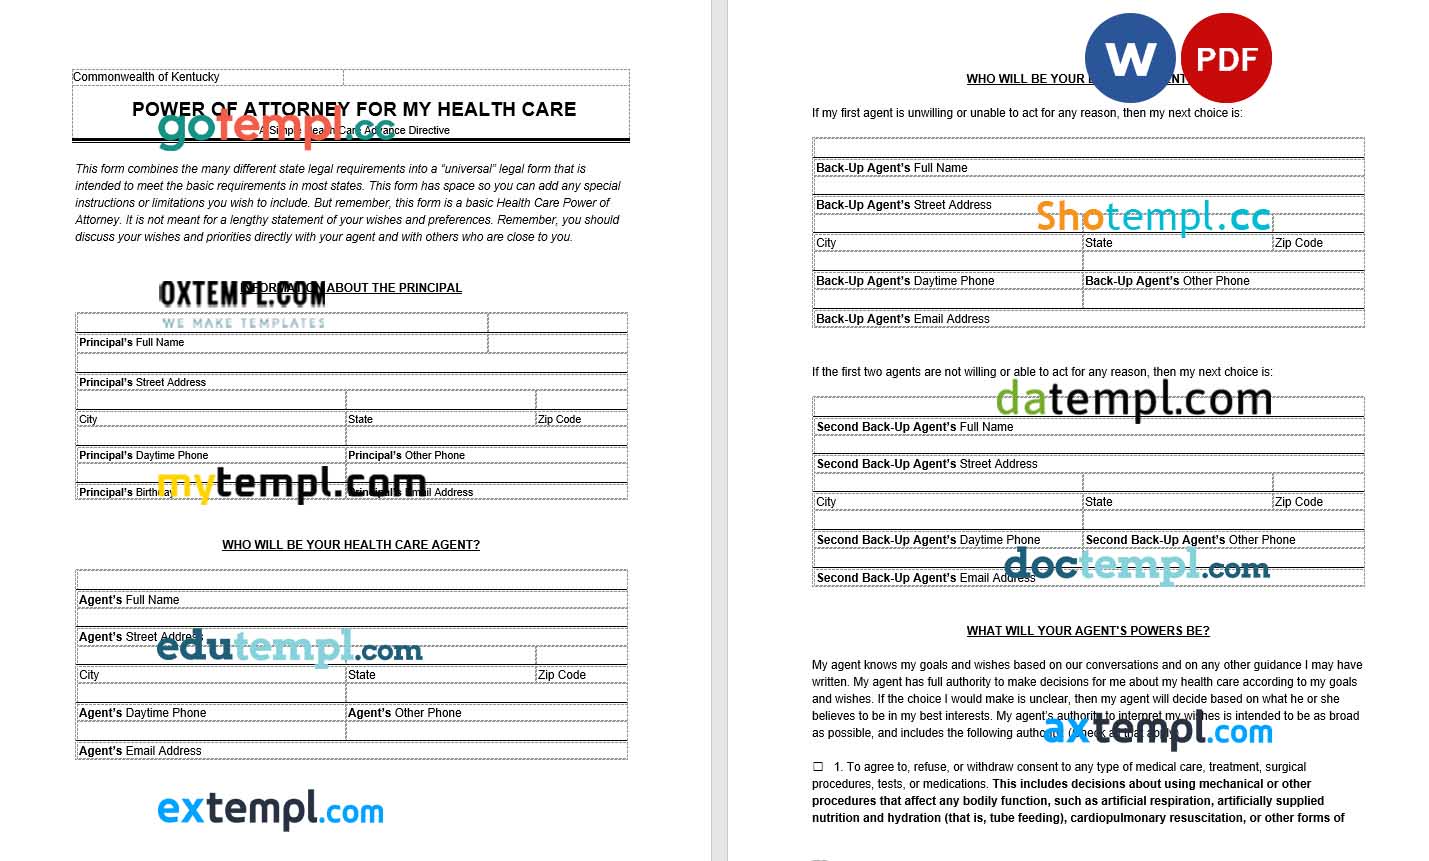 Commonwealth of Kentucky
POWER OF ATTORNEY FOR MY HEALTH CARE
gotempl.cc
A Simple Health Care Advance Directive
This form combines the many different state legal requirements into a “universal” legal form that is
intended to meet the basic requirements in most states. This form has space so you can add any special
instructions or limitations you wish to include. But remember, this form is a basic Health Care Power of
Attorney. It is not meant for a lengthy statement of your wishes and preferences. Remember, you should
discuss your wishes and priorities directly with your agent and with others who are close to you.
INFORMATION ABOUT THE PRINCIPAL
OXTEMPL.COM
WE MAKE TEMPLATES
Principal’s Full Name
Principal’s Street Address
City State Zip Code
Principal’s Daytime Phone Principal’s Other Phone
mytempl.com
Principal’s Birthday Principal’s Email Address
WHO WILL BE YOUR HEALTH CARE AGENT?
Agent’s Full Name
Agent’s Street Address
edutempl.com
City State Zip Code
Agent’s Daytime Phone Agent’s Other Phone
Agent’s Email Address
extempl.com
W PDF
WHO WILL BE YOUR
If my first agent is unwilling or unable to act for any reason, then my next choice is:
Back-Up Agent’s Full Name
Back-Up Agent’s Street Address
Shotempl.cc
City State Zip Code
Back-Up Agent’s Daytime Phone Back-Up Agent’s Other Phone
Back-Up Agent’s Email Address
If the first two agents are not willing or able to act for any reason, then my next choice is:
datempl.com
Second Back-Up Agent’s Full Name
Second Back-Up Agent’s Street Address
City State Zip Code
Second Back-Up Agent’s Daytime Phone Second Back-Up Agent’s Other Phone
doctempl.com
Second Back-Up Agent’s Email Address
WHAT WILL YOUR AGENT'S POWERS BE?
My agent knows my goals and wishes based on our conversations and on any other guidance I may have
written. My agent has full authority to make decisions for me about my health care according to my goals
and wishes. If the choice I would make is unclear, then my agent will decide based on what he or she
believes to be in my best interests. My agent’s authority to interpret my wishes is intended to be as broad
as possible, and includes the following authority (check all that apply)
axtempl.com
☐ 1. To agree to, refuse, or withdraw consent to any type of medical care, treatment, surgical
procedures, tests, or medications. This includes decisions about using mechanical or other
procedures that affect any bodily function, such as artificial respiration, artificially supplied
nutrition and hydration (that is, tube feeding), cardiopulmonary resuscitation, or other forms of